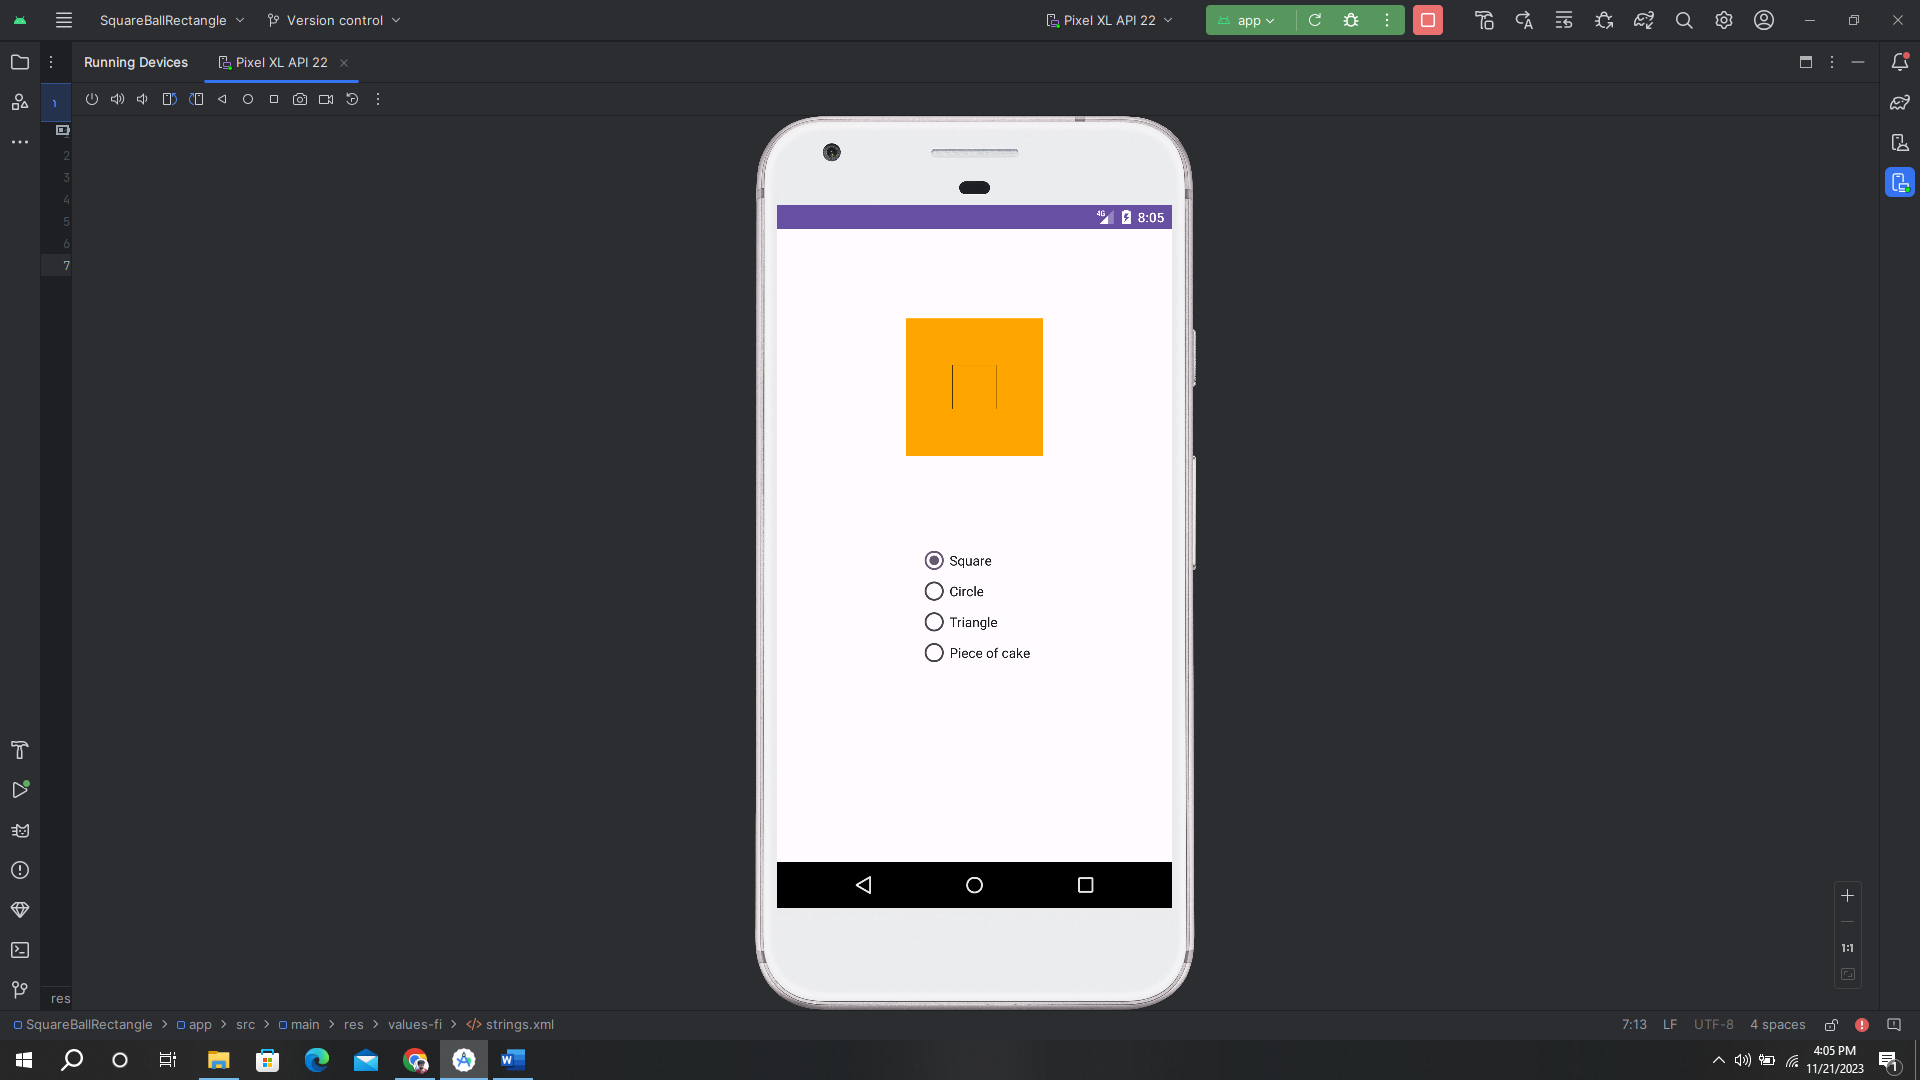 SquareBallRectangle
Version control
Pixel XL API 22
app
Running Devices
Pixel XL API 22
2
3
4
5
6
7
4G
8:05
Square
Circle
Triangle
Piece of cake
1:1
res
SquareBallRectangle > app > src > main > res > values-fi > </> strings.xml
7:13 LF UTF-8 4 spaces
4:05 PM
11/21/2023
1